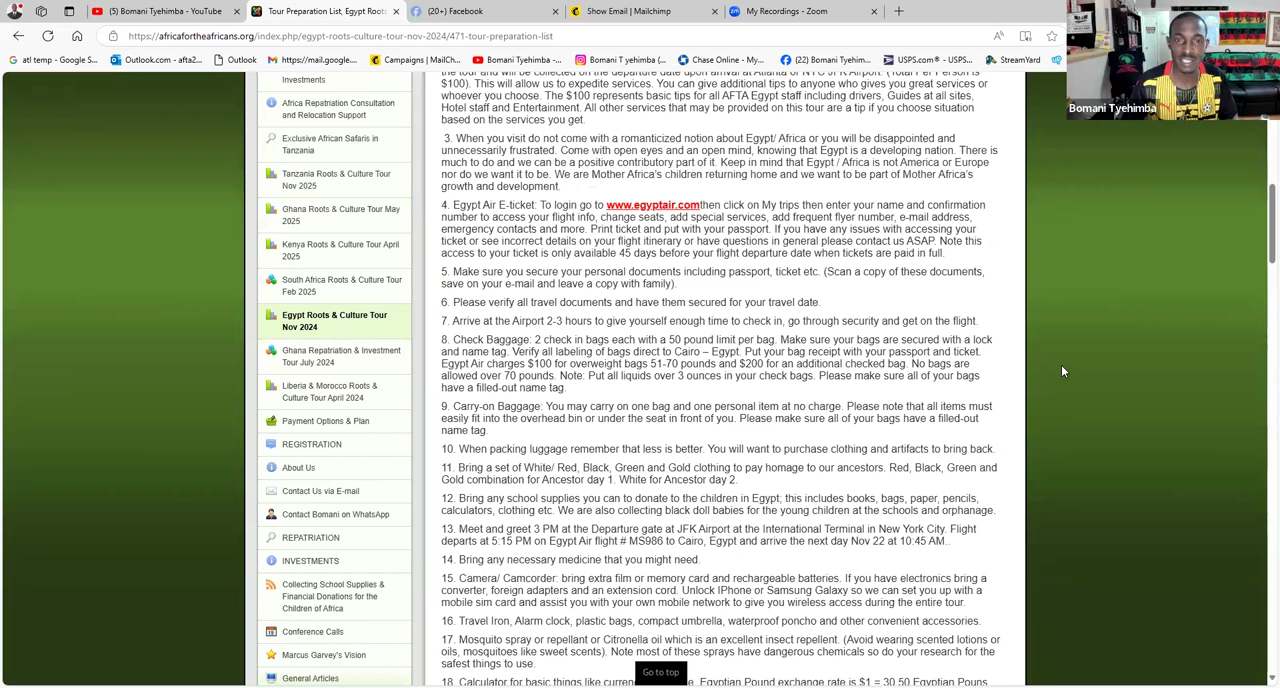 (5) Bomani Tyehimba - YouTube
Tour Preparation List, Egypt Roots
(20+) Facebook
Show Email | Mailchimp
My Recordings - Zoom
https://africafortheafricans.org/index.php/egypt-roots-culture-tour-nov-2024/471-tour-preparation-list
atl temp - Google S...
Outlook.com - afta2...
Outlook
https://mail.google...
Campaigns | MailCh...
Bomani Tyehimba -...
Bomani T yehimba (...
Chase Online - My...
(22) Bomani Tyehim...
USPS.com® - USPS...
StreamYard
Bomani Tyehimba
Investments
Africa Repatriation Consultation
and Relocation Support
Exclusive African Safaris in
Tanzania
Tanzania Roots & Culture Tour
Nov 2025
Ghana Roots & Culture Tour May
2025
Kenya Roots & Culture Tour April
2025
South Africa Roots & Culture Tour
Feb 2025
Egypt Roots & Culture Tour
Nov 2024
Ghana Repatriation & Investment
Tour July 2024
Liberia & Morocco Roots &
Culture Tour April 2024
Payment Options & Plan
REGISTRATION
About Us
Contact Us via E-mail
Contact Bomani on WhatsApp
REPATRIATION
INVESTMENTS
Collecting School Supplies &
Financial Donations for the
Children of Africa
Conference Calls
Marcus Garvey's Vision
General Articles
the tour and will be collected on the departure date upon arrival at Atlanta or NYC JFK Airport. (Total Per Person is
$100). This will allow us to expedite services. You can give additional tips to anyone who gives you great services or
however you choose. The $100 represents basic tips for all AFTA Egypt staff including drivers, Guides at all sites,
Hotel staff and Entertainment. All other services that may be provided on this tour are a tip if you choose situation
based on the services you get.
3. When you visit do not come with a romanticized notion about Egypt/ Africa or you will be disappointed and
unnecessarily frustrated. Come with open eyes and an open mind, knowing that Egypt is a developing nation. There is
much to do and we can be a positive contributory part of it. Keep in mind that Egypt / Africa is not America or Europe
nor do we want it to be. We are Mother Africa's children returning home and we want to be part of Mother Africa's
growth and development.
4. Egypt Air E-ticket: To login go to www.egyptair.comthen click on My trips then enter your name and confirmation
number to access your flight info, change seats, add special services, add frequent flyer number, e-mail address,
emergency contacts and more. Print ticket and put with your passport. If you have any issues with accessing your
ticket or see incorrect details on your flight itinerary or have questions in general please contact us ASAP. Note this
access to your ticket is only available 45 days before your flight departure date when tickets are paid in full.
5. Make sure you secure your personal documents including passport, ticket etc. (Scan a copy of these documents,
save on your e-mail and leave a copy with family).
6. Please verify all travel documents and have them secured for your travel date.
7. Arrive at the Airport 2-3 hours to give yourself enough time to check in, go through security and get on the flight.
8. Check Baggage: 2 check in bags each with a 50 pound limit per bag. Make sure your bags are secured with a lock
and name tag. Verify all labeling of bags direct to Cairo – Egypt. Put your bag receipt with your passport and ticket.
Egypt Air charges $100 for overweight bags 51-70 pounds and $200 for an additional checked bag. No bags are
allowed over 70 pounds. Note: Put all liquids over 3 ounces in your check bags. Please make sure all of your bags
have a filled-out name tag.
9. Carry-on Baggage: You may carry on one bag and one personal item at no charge. Please note that all items must
easily fit into the overhead bin or under the seat in front of you. Please make sure all of your bags have a filled-out
name tag.
10. When packing luggage remember that less is better. You will want to purchase clothing and artifacts to bring back.
11. Bring a set of White/ Red, Black, Green and Gold clothing to pay homage to our ancestors. Red, Black, Green and
Gold combination for Ancestor day 1. White for Ancestor day 2.
12. Bring any school supplies you can to donate to the children in Egypt; this includes books, bags, paper, pencils,
calculators, clothing etc. We are also collecting black doll babies for the young children at the schools and orphanage.
13. Meet and greet 3 PM at the Departure gate at JFK Airport at the International Terminal in New York City. Flight
departs at 5:15 PM on Egypt Air flight # MS986 to Cairo, Egypt and arrive the next day Nov 22 at 10:45 AM..
14. Bring any necessary medicine that you might need.
15. Camera/ Camcorder: bring extra film or memory card and rechargeable batteries. If you have electronics bring a
converter, foreign adapters and an extension cord. Unlock IPhone or Samsung Galaxy so we can set you up with a
mobile sim card and assist you with your own mobile network to give you wireless access during the entire tour.
16. Travel Iron, Alarm clock, plastic bags, compact umbrella, waterproof poncho and other convenient accessories.
17. Mosquito spray or repellant or Citronella oil which is an excellent insect repellent. (Avoid wearing scented lotions or
oils, mosquitoes like sweet scents). Note most of these sprays have dangerous chemicals so do your research for the
safest things to use.
Go to top
18. Calculator for basic things like curren e. Egyptian Pound exchange rate is $1 = 30.50 Egyptian Pouns